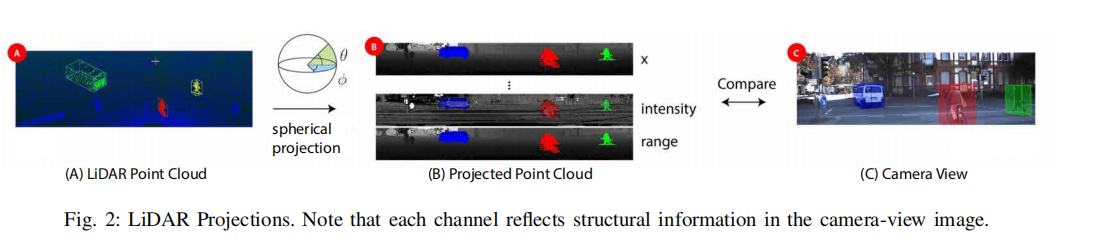 A
θ
ϕ
spherical
projection
B
x
⋮
intensity
range
Compare
C
(A) LiDAR Point Cloud
(B) Projected Point Cloud
(C) Camera View
Fig. 2: LiDAR Projections. Note that each channel reflects structural information in the camera-view image.